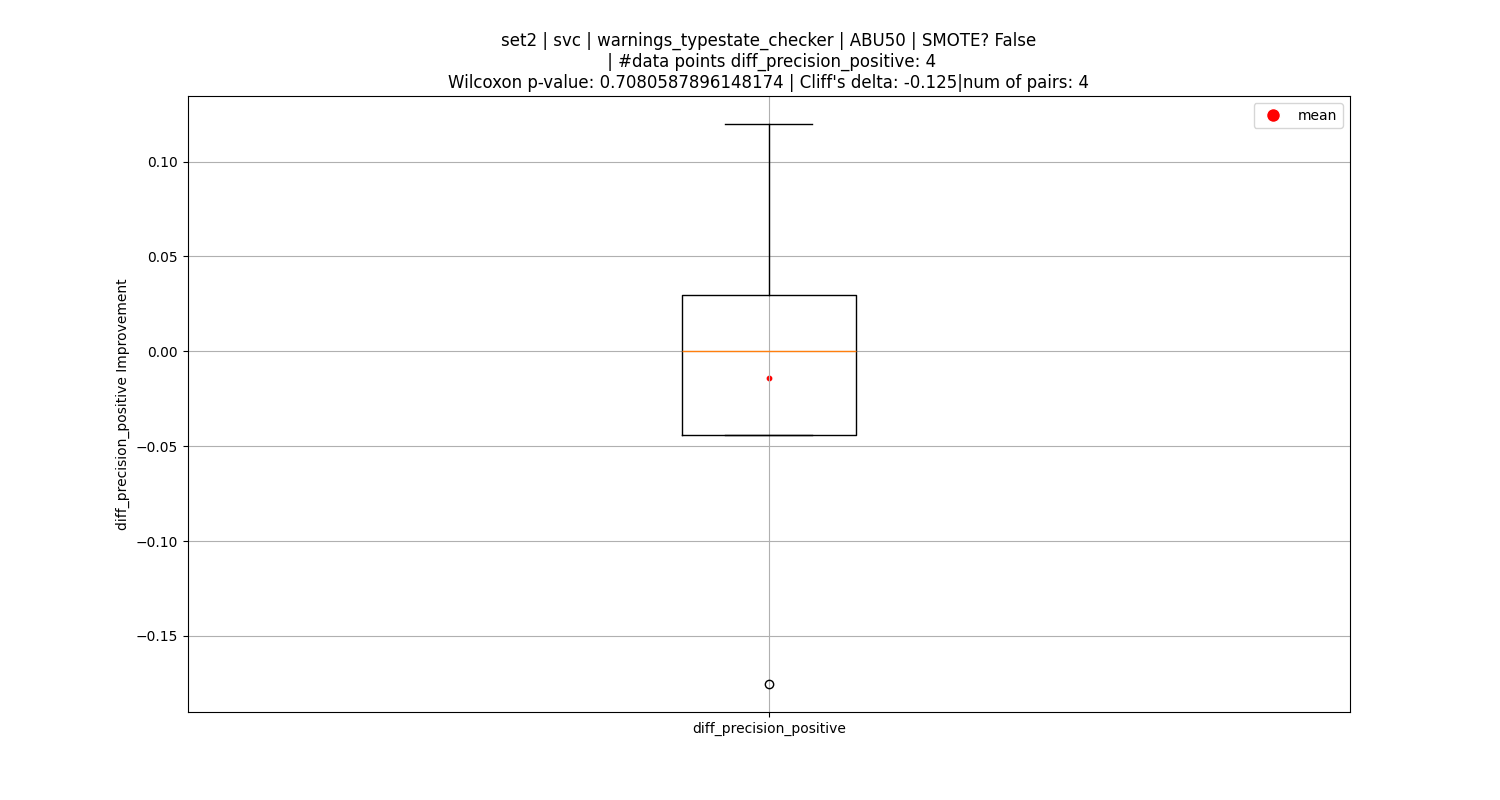 set2 | svc | warnings_typestate_checker | ABU50 | SMOTE? False
| #data points diff_precision_positive: 4
Wilcoxon p-value: 0.7080587896148174 | Cliff's delta: -0.125|num of pairs: 4
mean
0.10
0.05
0.00
−0.05
−0.10
−0.15
diff_precision_positive Improvement
diff_precision_positive